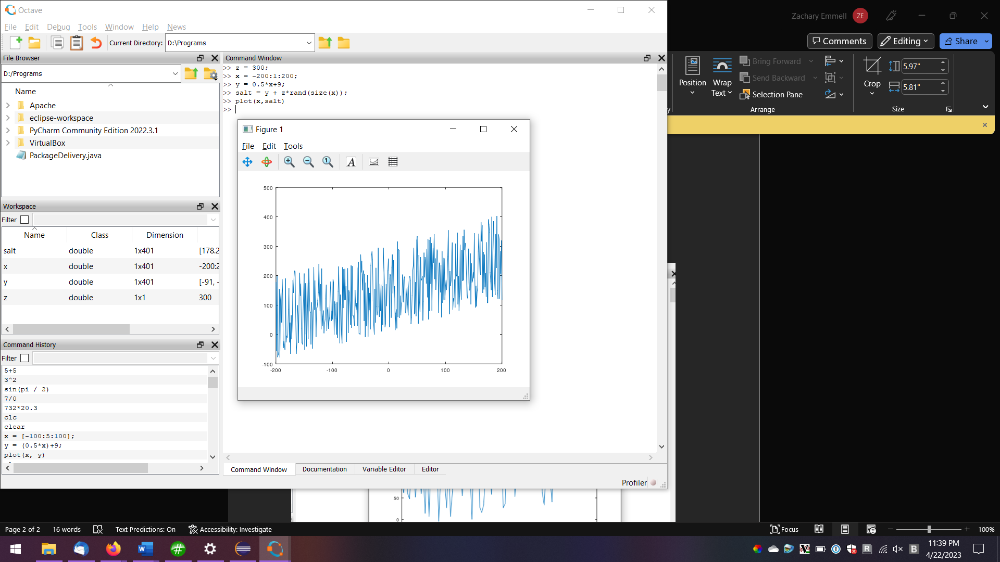 Octave
File Edit Debug Tools Window Help News
Current Directory: D:\Programs
File Browser
D:/Programs
Name
Apache
eclipse-workspace
PyCharm Community Edition 2022.3.1
VirtualBox
PackageDelivery.java
Workspace
Filter
Name Class Dimension
salt double 1x401 [178.2
x double 1x401 -200:2
y double 1x401 [-91, -
z double 1x1 300
Command History
Filter
5+5
3^2
sin(pi / 2)
7/0
732*20.3
clc
clear
x = [-100:5:100];
y = (0.5*x)+9;
plot(x, y)
Command Window
>> z = 300;
>> x = -200:1:200;
>> y = 0.5*x+9;
>> salt = y + z*rand(size(x));
>> plot(x,salt)
>>
Figure 1
File Edit Tools
500
400
300
200
100
0
-100
-200 -100 0 100 200
Command Window Documentation Variable Editor Editor
Profiler
Zachary Emmell ZE
Comments Editing Share
Position
Wrap Text
Bring Forward
Send Backward
Selection Pane
Arrange
Crop
5.97"
5.81"
Size
50
0
Page 2 of 2 16 words Text Predictions: On Accessibility: Investigate Focus 100%
11:39 PM
4/22/2023